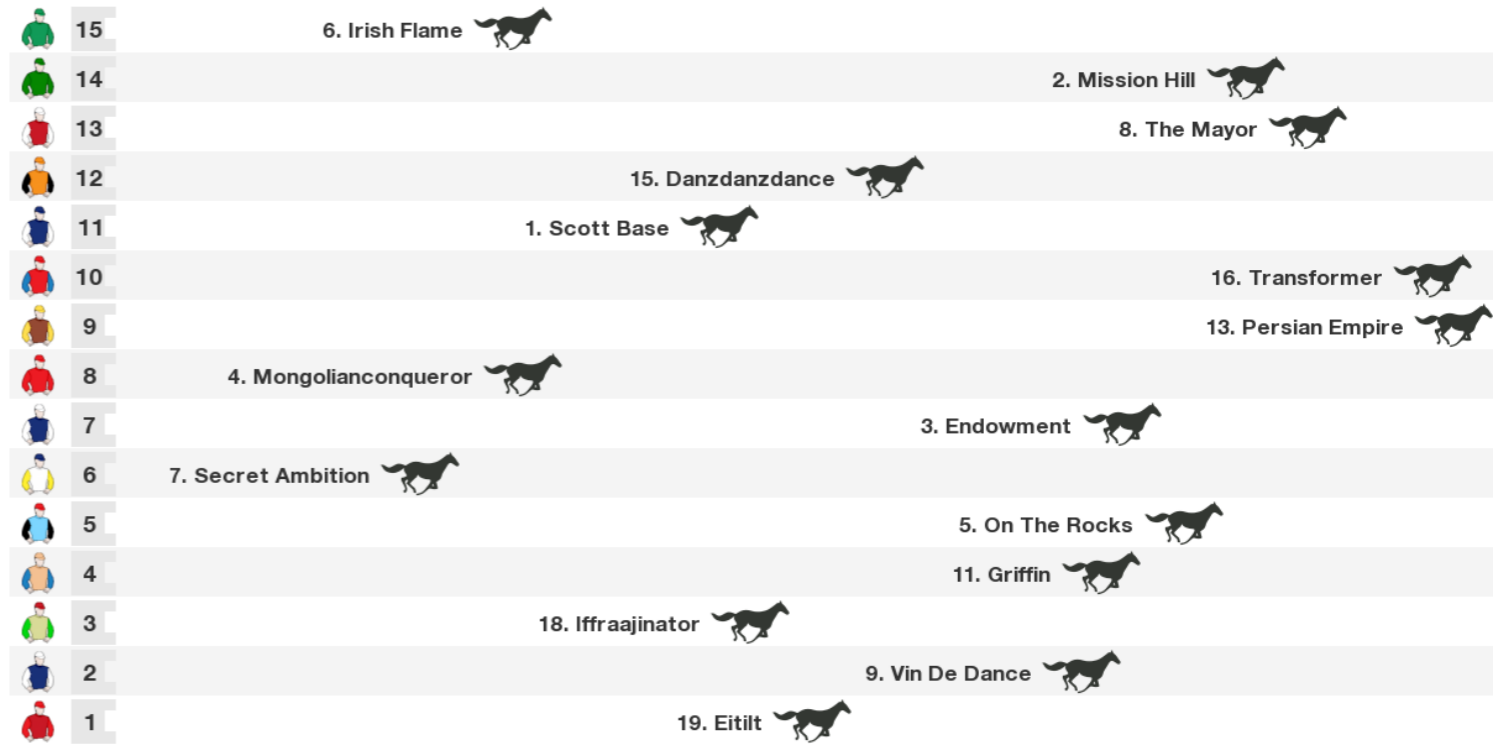 15 6. Irish Flame
14 2. Mission Hill
13 8. The Mayor
12 15. Danzdanzdance
11 1. Scott Base
10 16. Transformer
9 13. Persian Empire
8 4. Mongolianconqueror
7 3. Endowment
6 7. Secret Ambition
5 5. On The Rocks
4 11. Griffin
3 18. Iffraajinator
2 9. Vin De Dance
1 19. Eitilt